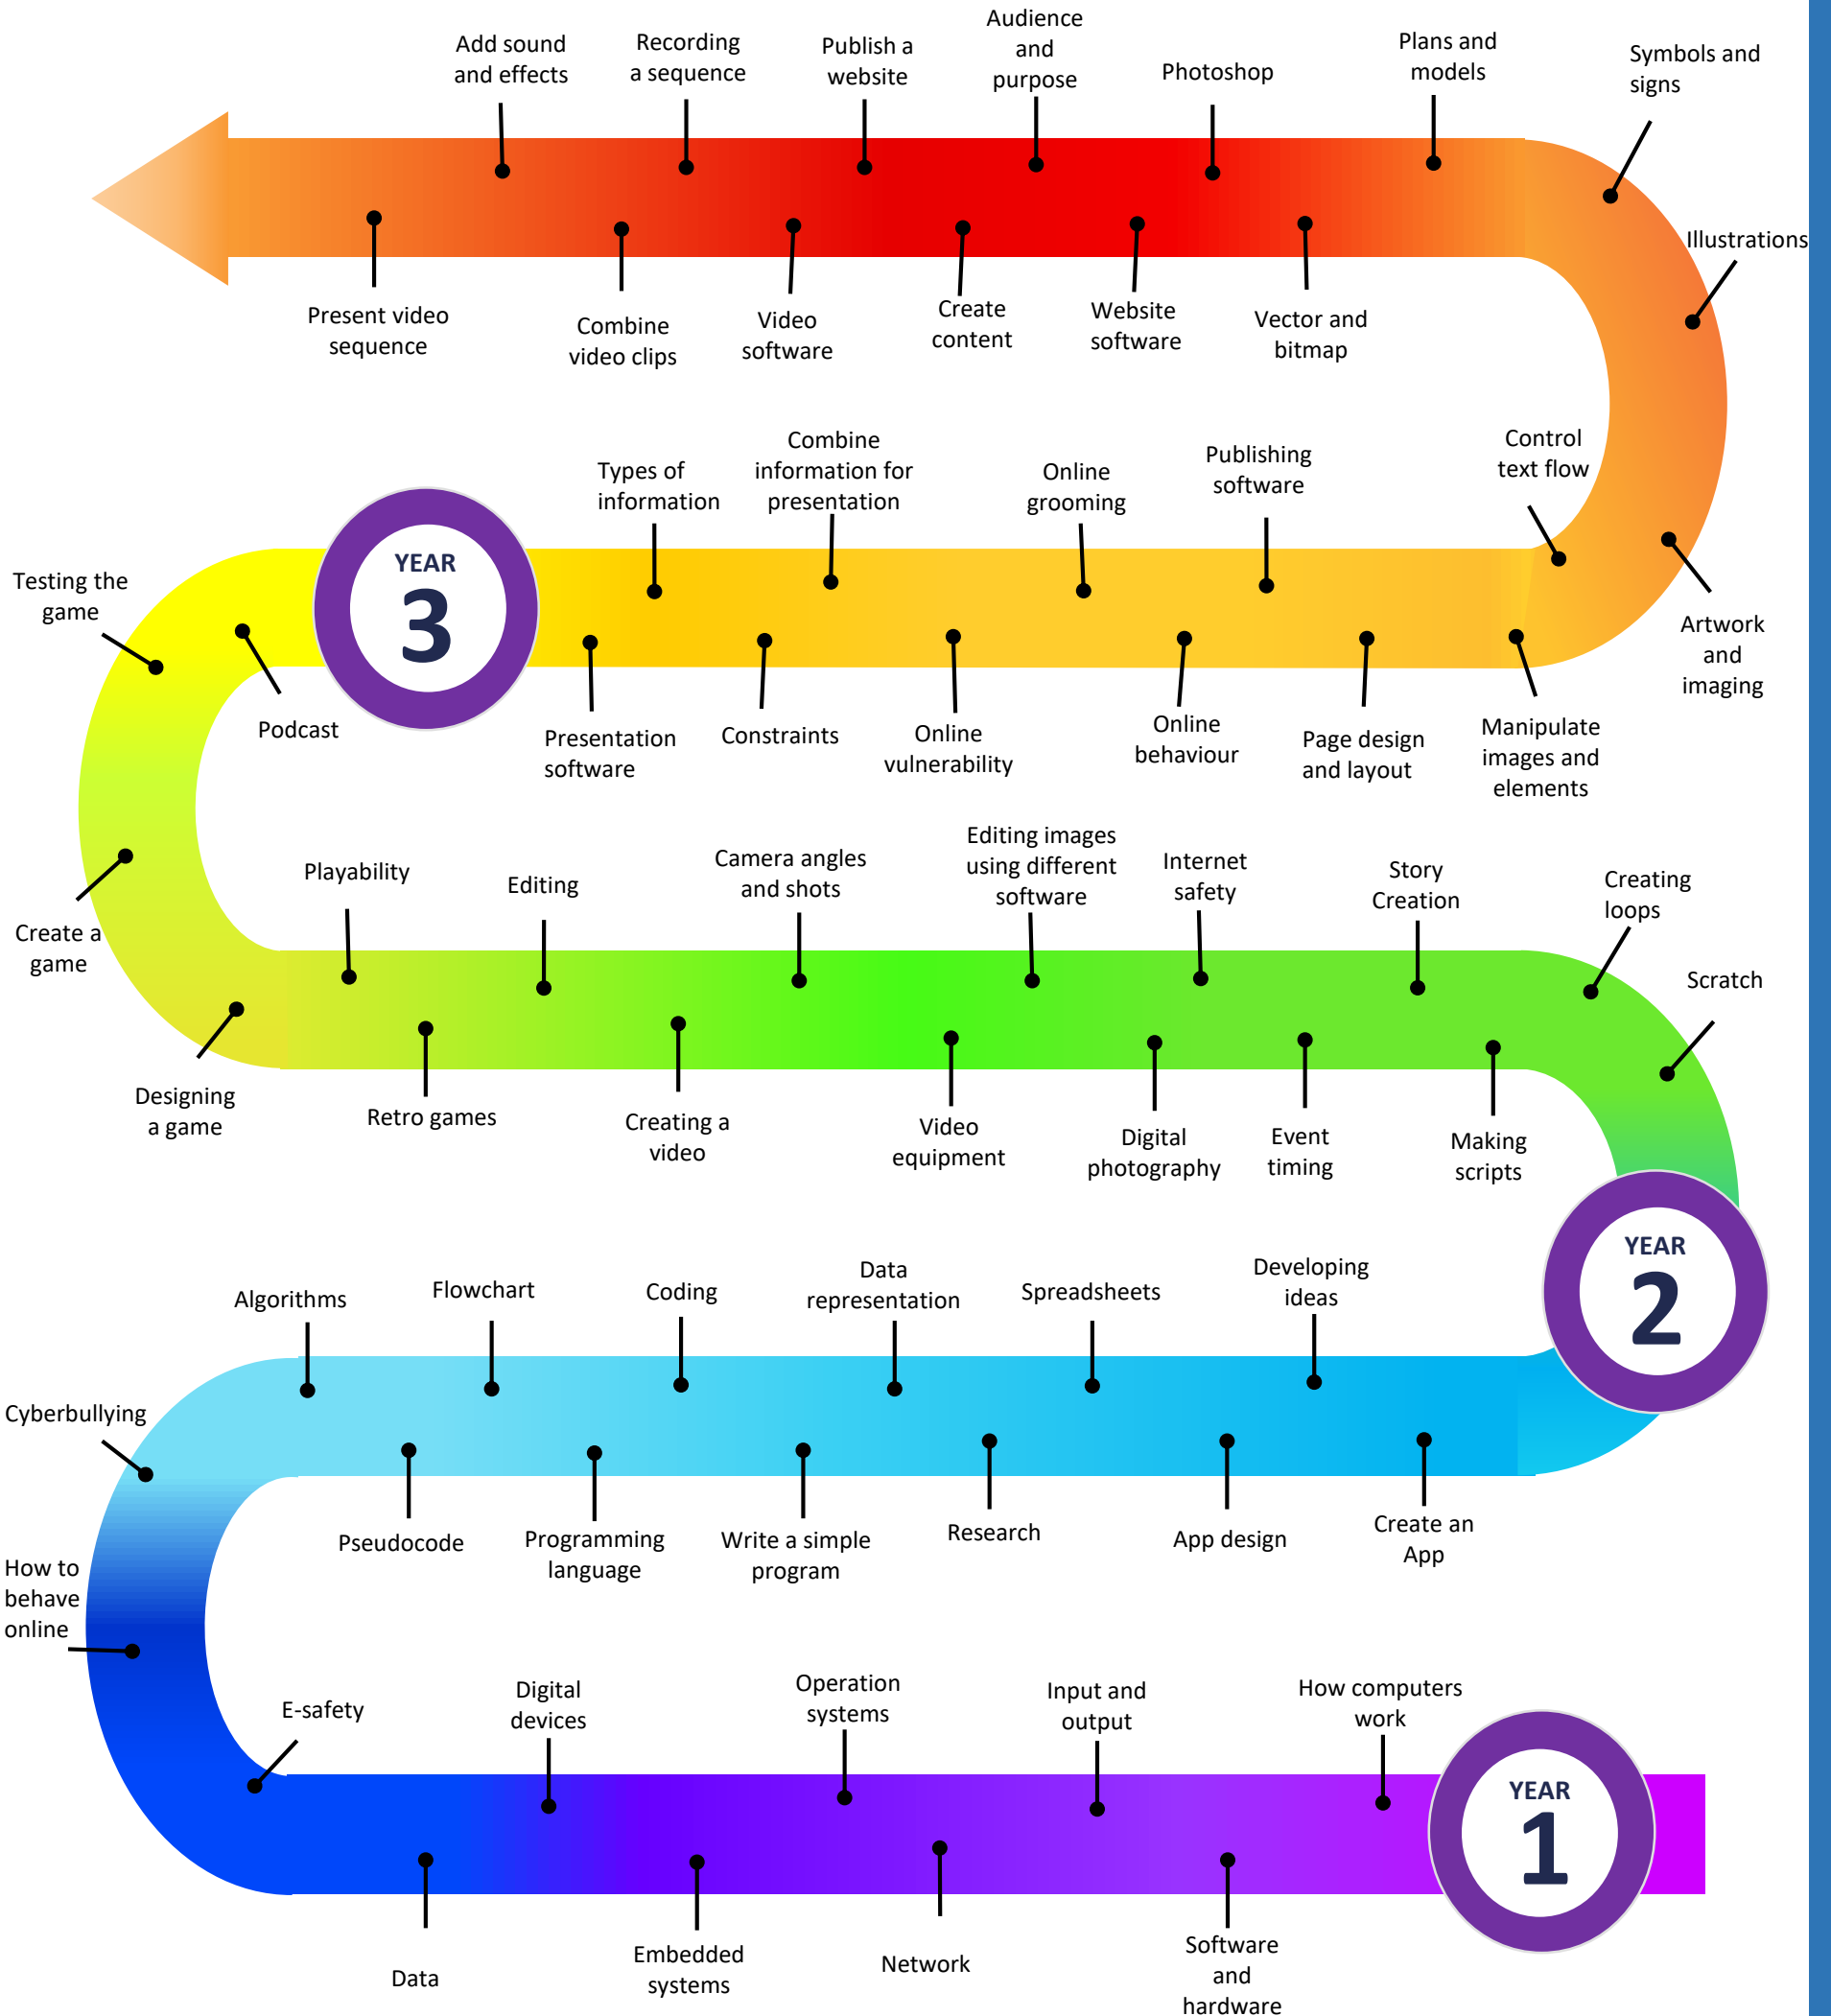 Audience
and
purpose
Add sound
and effects
Recording
a sequence
Publish a
website
Photoshop
Plans and
models
Symbols and
signs
Illustrations
Present video
sequence
Combine
video clips
Video
software
Create
content
Website
software
Vector and
bitmap
Control
text flow
Types of
information
Combine
information for
presentation
Online
grooming
Publishing
software
YEAR
3
Testing the
game
Podcast
Presentation
software
Constraints
Online
vulnerability
Online
behaviour
Page design
and layout
Manipulate
images and
elements
Artwork
and
imaging
Create a
game
Playability
Editing
Camera angles
and shots
Editing images
using different
software
Internet
safety
Story
Creation
Creating
loops
Scratch
Designing
a game
Retro games
Creating a
video
Video
equipment
Digital
photography
Event
timing
Making
scripts
YEAR
2
Algorithms
Flowchart
Coding
Data
representation
Spreadsheets
Developing
ideas
Cyberbullying
Pseudocode
Programming
language
Write a simple
program
Research
App design
Create an
App
How to
behave
online
E-safety
Digital
devices
Operation
systems
Input and
output
How computers
work
YEAR
1
Data
Embedded
systems
Network
Software
and
hardware